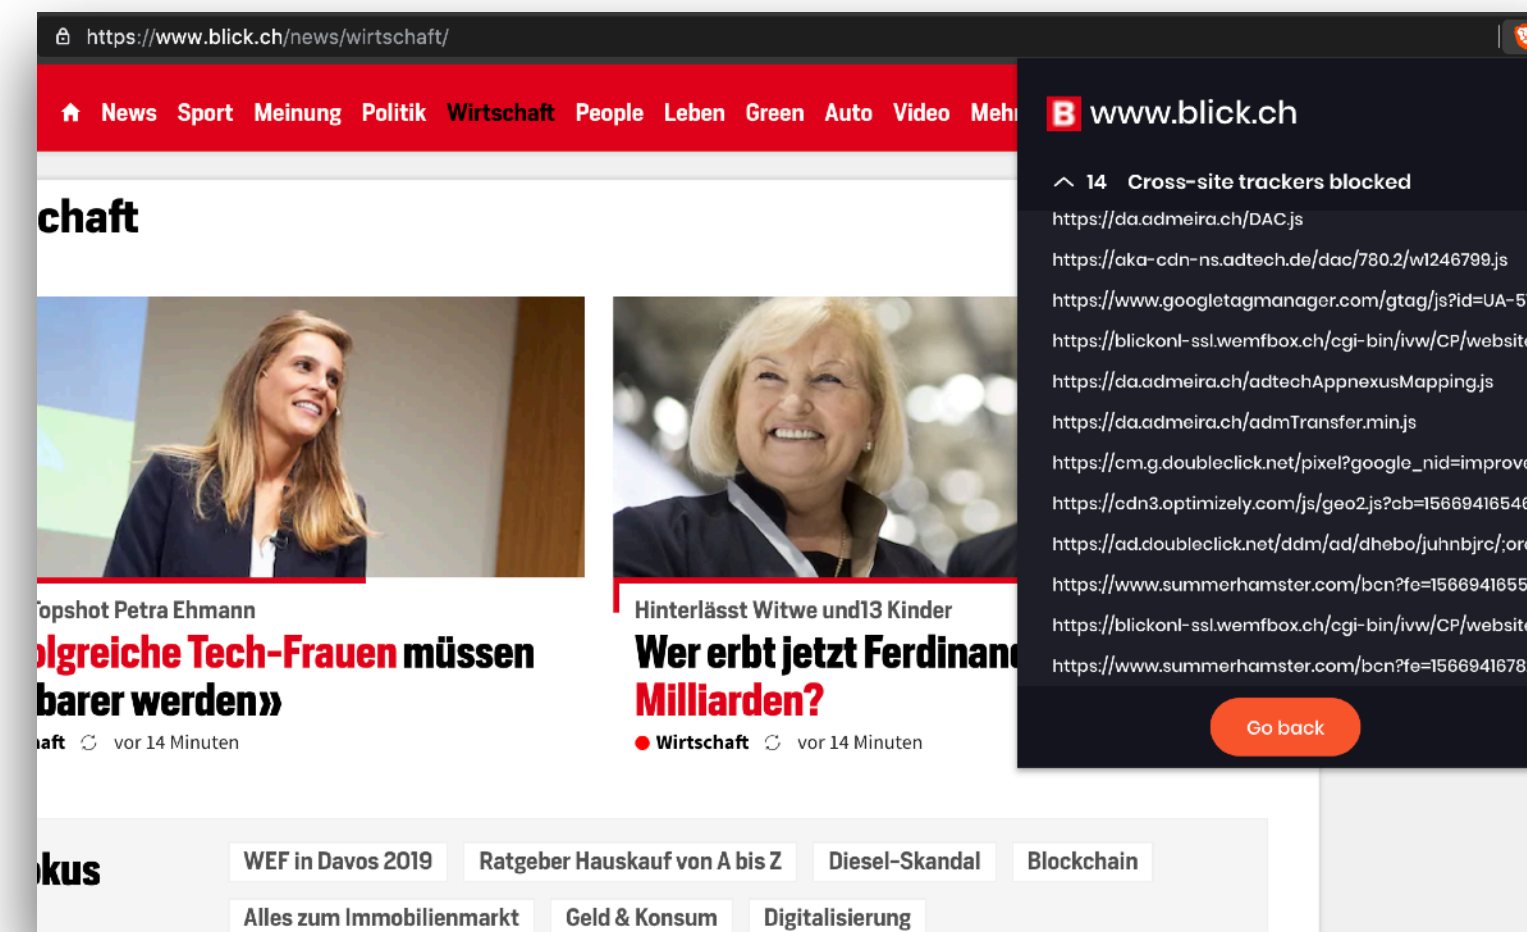 https://www.blick.ch/news/wirtschaft/
News Sport Meinung Politik Wirtschaft People Leben Green Auto Video Mehr
chaft
Topshot Petra Ehmann
olgreiche Tech-Frauen müssen
barer werden»
haft vor 14 Minuten
Hinterlässt Witwe und13 Kinder
Wer erbt jetzt Ferdinan
Milliarden?
Wirtschaft vor 14 Minuten
B www.blick.ch
14 Cross-site trackers blocked
https://da.admeira.ch/DAC.js
https://aka-cdn-ns.adtech.de/dac/780.2/w1246799.js
https://www.googletagmanager.com/gtag/js?id=UA-5
https://blickonl-ssl.wemfbox.ch/cgi-bin/ivw/CP/website
https://da.admeira.ch/adtechAppnexusMapping.js
https://da.admeira.ch/admTransfer.min.js
https://cm.g.doubleclick.net/pixel?google_nid=improve
https://cdn3.optimizely.com/js/geo2.js?cb=15669416546
https://ad.doubleclick.net/ddm/ad/dhebo/juhnbjrc/;ord
https://www.summerhamster.com/bcn?fe=1566941655
https://blickonl-ssl.wemfbox.ch/cgi-bin/ivw/CP/website
https://www.summerhamster.com/bcn?fe=1566941678
Go back
okus
WEF in Davos 2019 Ratgeber Hauskauf von A bis Z Diesel-Skandal Blockchain
Alles zum Immobilienmarkt Geld & Konsum Digitalisierung